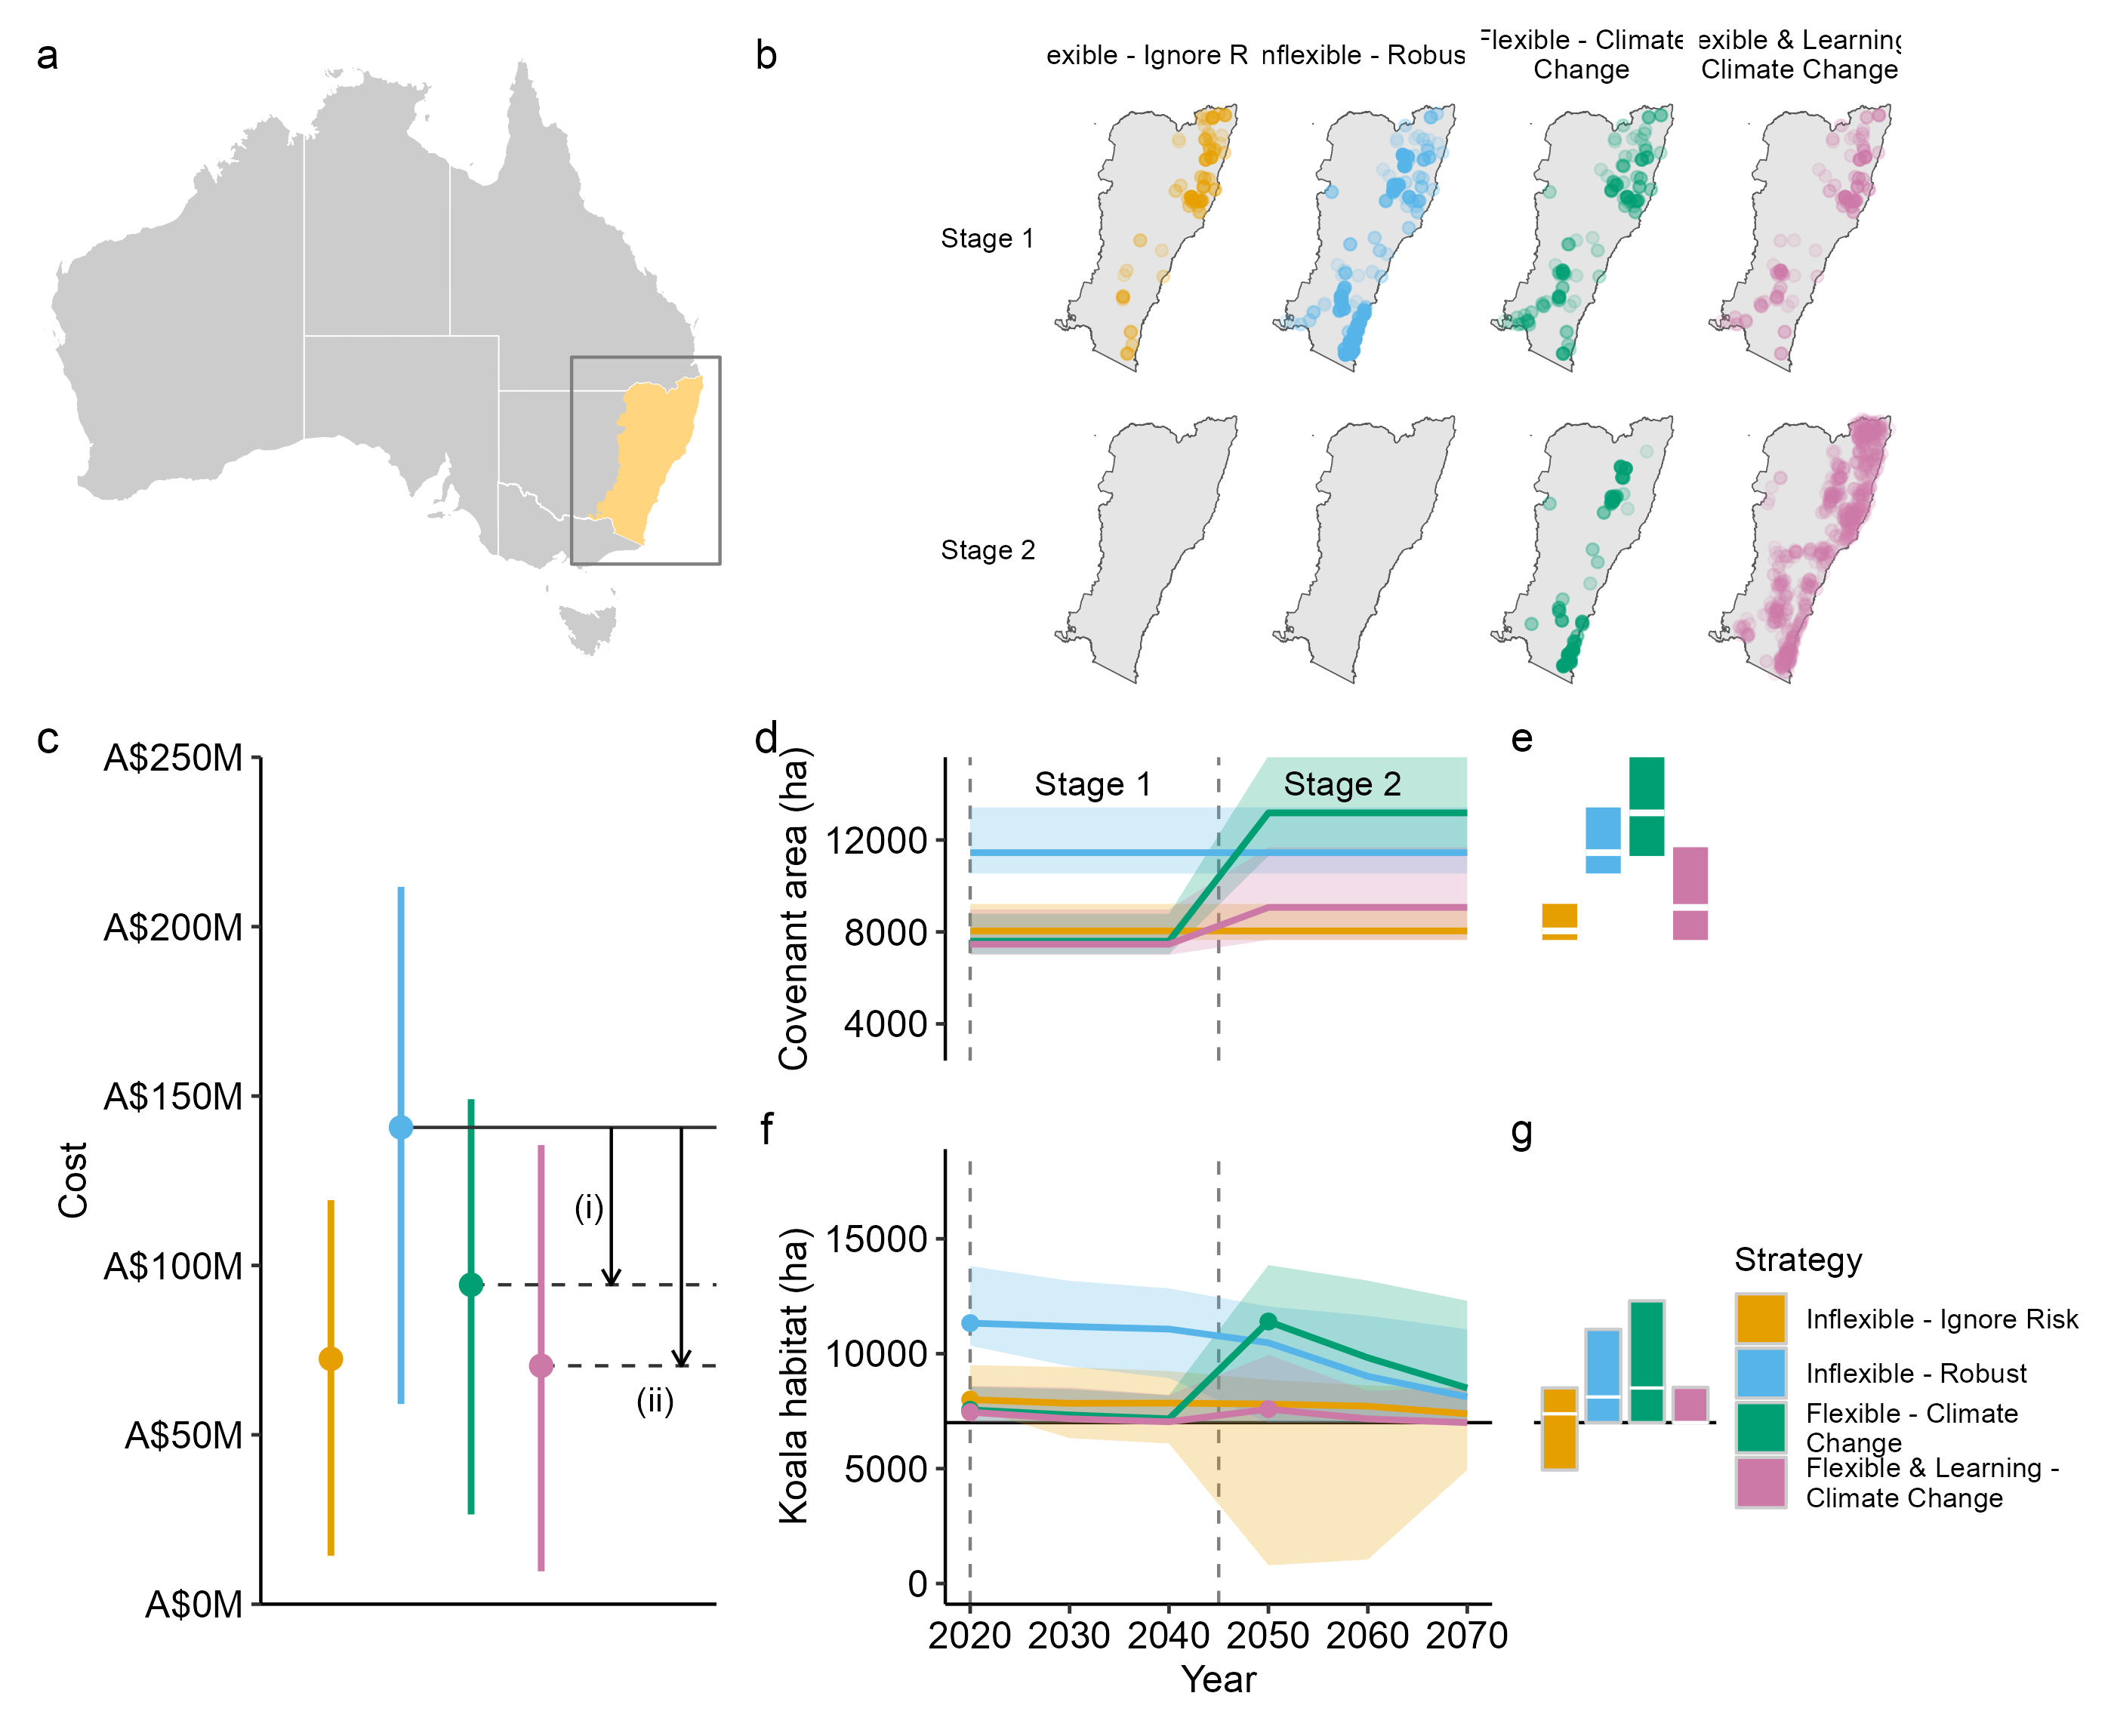 a
b
exible - Ignore R
nflexible - Robus
Flexible - Climate
Change
exible & Learning
Climate Change
Stage 1
Stage 2
c
A$250M
A$200M
A$150M
A$100M
A$50M
A$0M
Cost
(i)
(ii)
d
Covenant area (ha)
12000
8000
4000
Stage 1
Stage 2
e
f
Koala habitat (ha)
15000
10000
5000
0
2020 2030 2040 2050 2060 2070
Year
g
Strategy
Inflexible - Ignore Risk
Inflexible - Robust
Flexible - Climate
Change
Flexible & Learning -
Climate Change